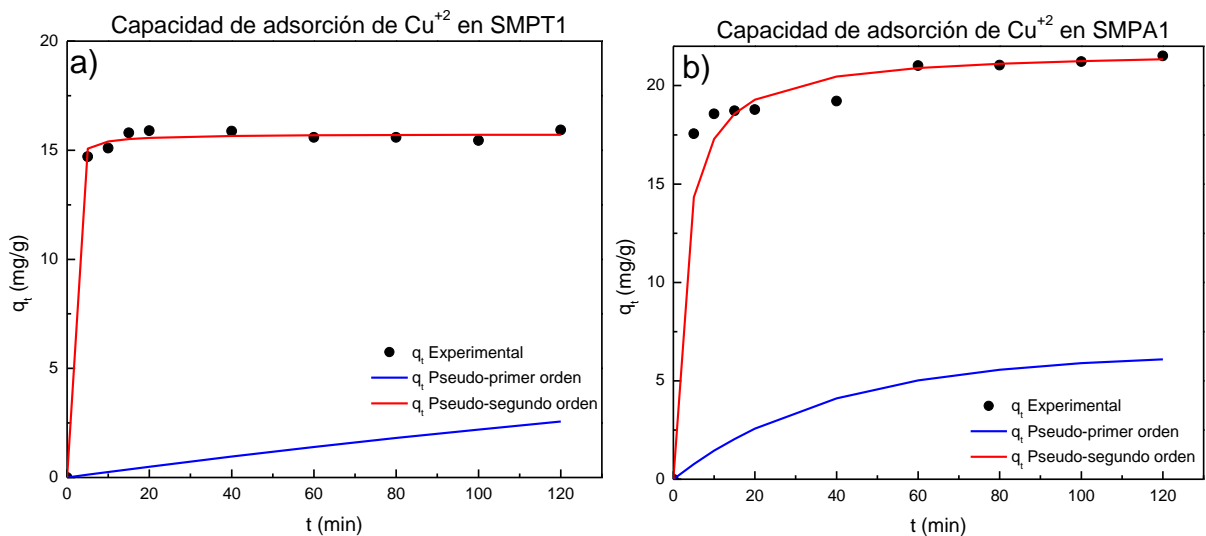 Capacidad de adsorción de Cu+2 en SMPT1
a)
20
15
10
5
0
qt (mg/g)
qt Experimental
qt Pseudo-primer orden
qt Pseudo-segundo orden
0 20 40 60 80 100 120
t (min)
Capacidad de adsorción de Cu+2 en SMPA1
b)
20
15
10
5
0
qt (mg/g)
qt Experimental
qt Pseudo-primer orden
qt Pseudo-segundo orden
0 20 40 60 80 100 120
t (min)